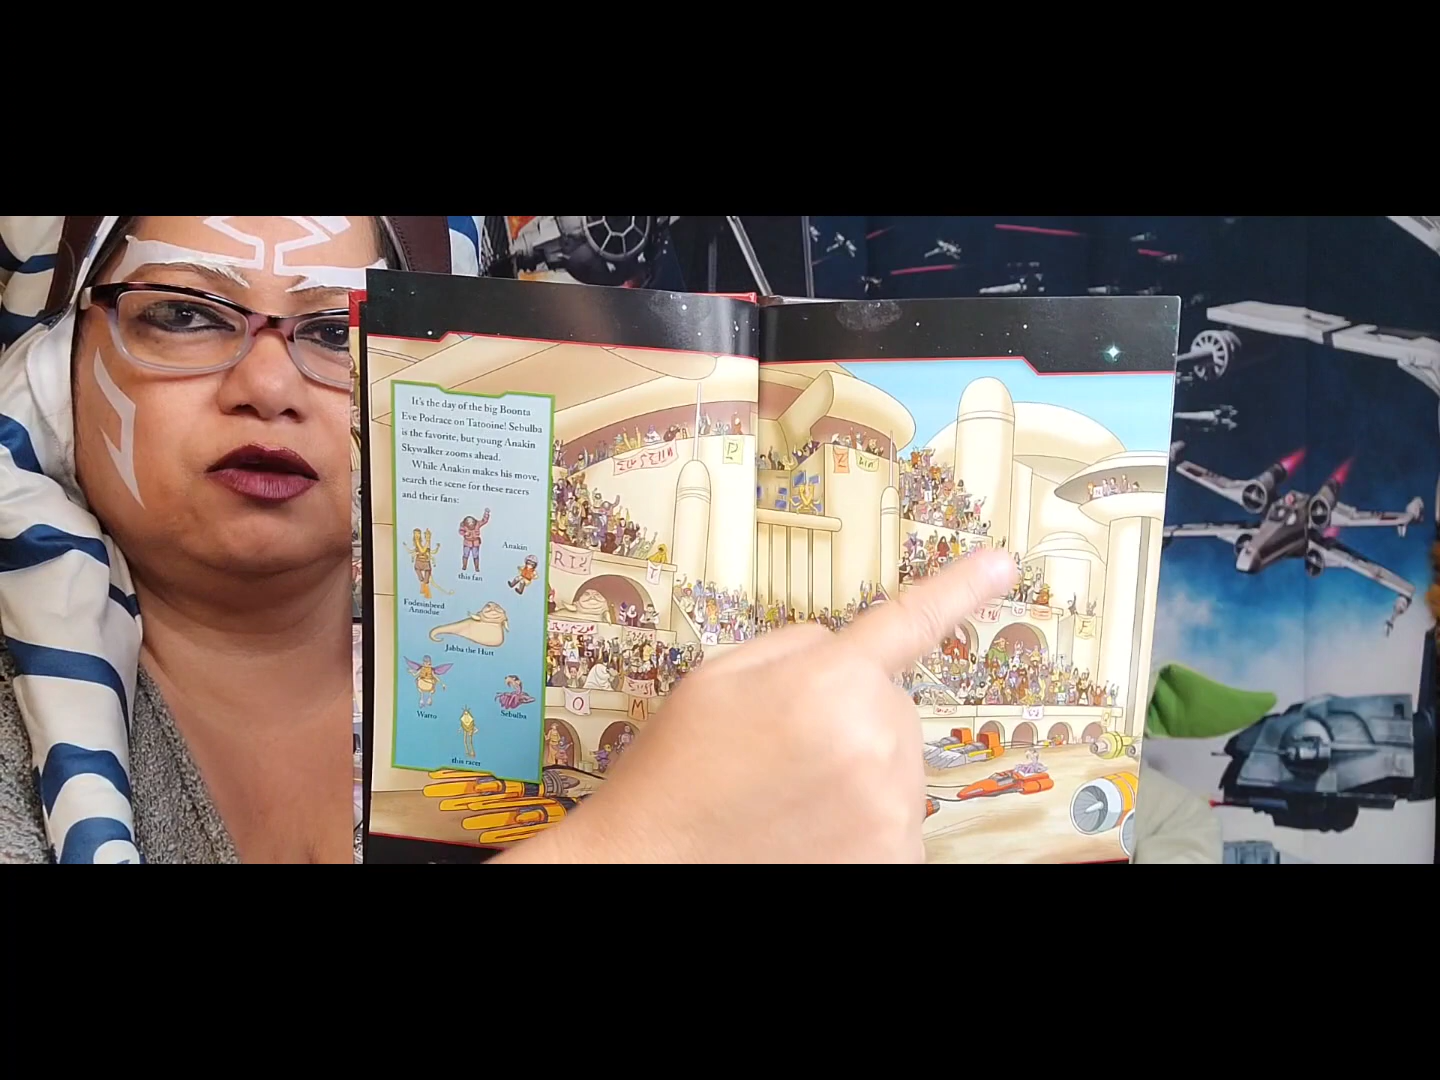 It's the day of the big Boonta
Eve Podrace on Tatooine! Sebulba
is the favorite, but young Anakin
Skywalker zooms ahead.
While Anakin makes his move,
search the scene for these racers
and their fans:
Anakin
this fan
Fodesinbeed
Annodue
Jabba the Hutt
Watto
Sebulba
this racer
P
Z
Y
K
A
O
M
F
N